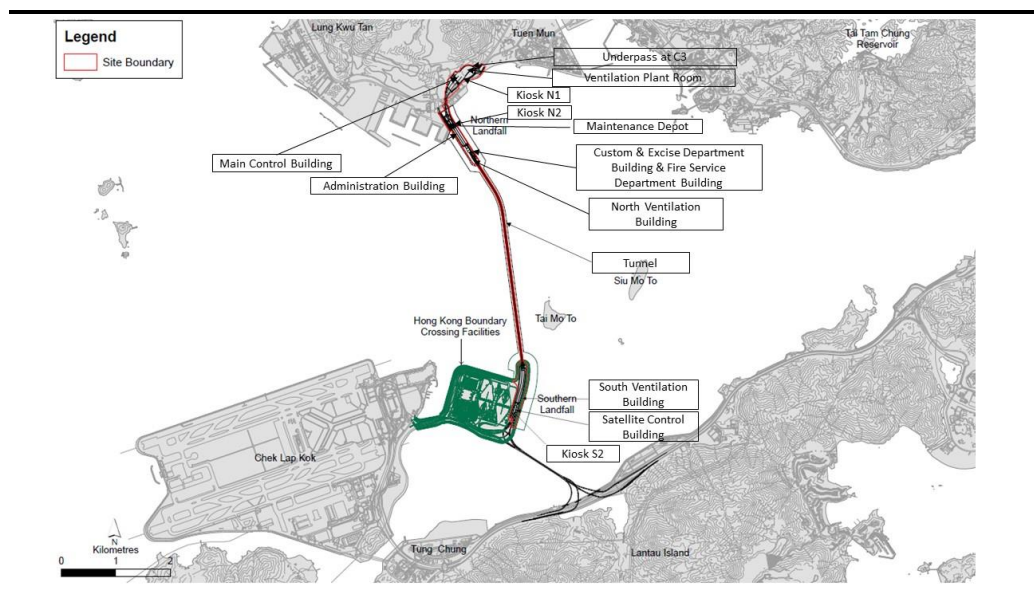 Legend
Site Boundary
Lung Kwu Tan
Tuen Mun
Tai Tam Chung
Reservoir
Underpass at C3
Ventilation Plant Room
Kiosk N1
Kiosk N2
Northern
Landfall
Maintenance Depot
Main Control Building
Administration Building
Custom & Excise Department
Building & Fire Service
Department Building
North Ventilation
Building
Tunnel
Siu Mo To
Tai Mo To
Hong Kong Boundary
Crossing Facilities
South Ventilation
Building
Southern
Landfall
Satellite Control
Building
Kiosk S2
Chek Lap Kok
Tung Chung
Lantau Island
N
Kilometres
0 1 2